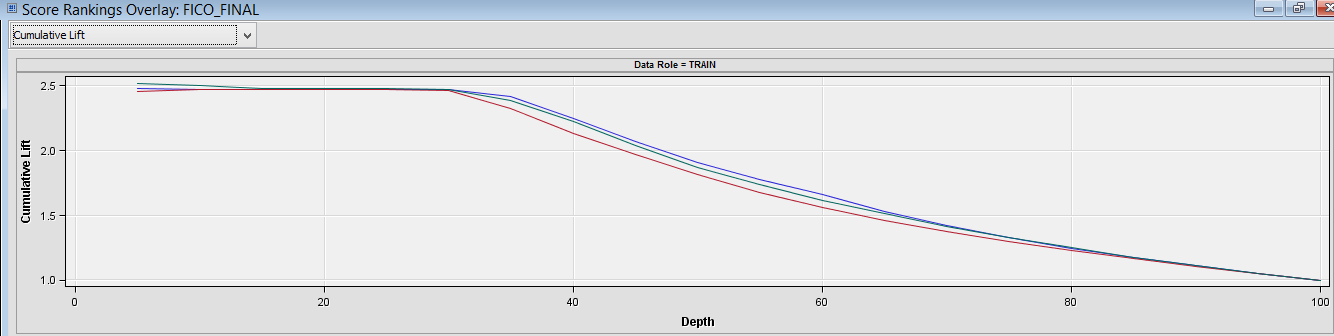 Score Rankings Overlay: FICO_FINAL
Cumulative Lift
Data Role = TRAIN
2.5
2.0
1.5
1.0
Cumulative Lift
0 20 40 60 80 100
Depth